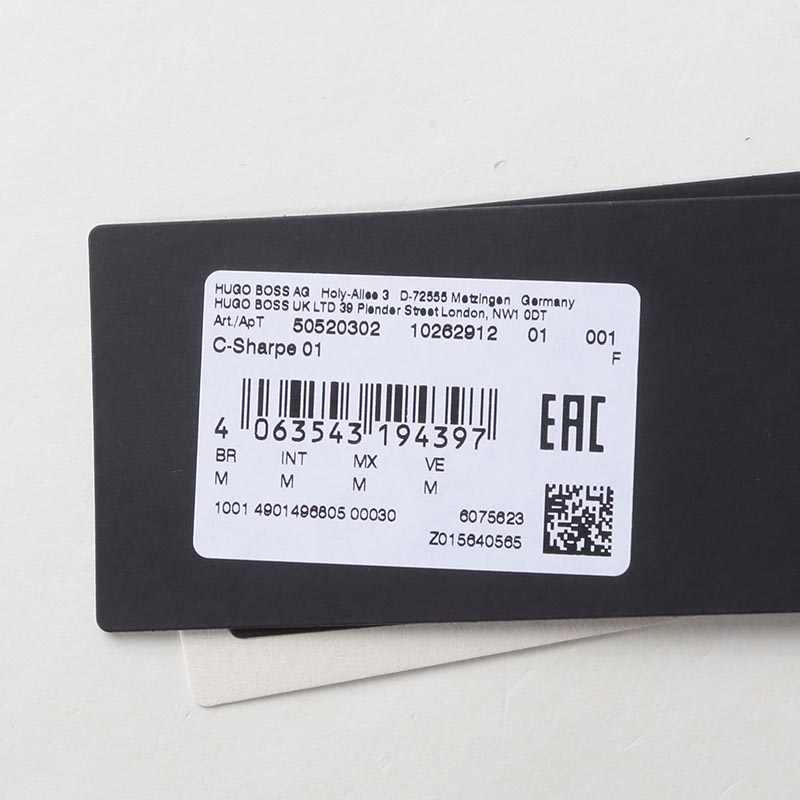 HUGO BOSS AG Holy-Allee 3 D-72555 Metzingen Germany
HUGO BOSS UK LTD 39 Plender Street London, NW1 0DT
Art./ApT 50520302 10262912 01 001
C-Sharpe 01 F
EAC
4 063543 194397
BR INT MX VE
M M M M
1001 4901496805 00030 6075623
Z015640565